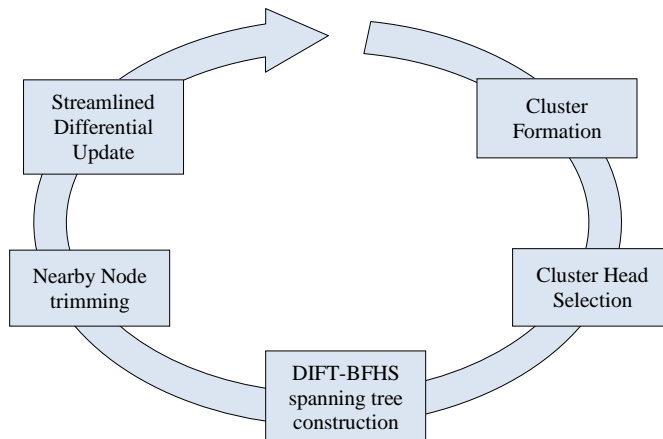 Streamlined
Differential
Update
Cluster
Formation
Nearby Node
trimming
Cluster Head
Selection
DIFT-BFHS
spanning tree
construction